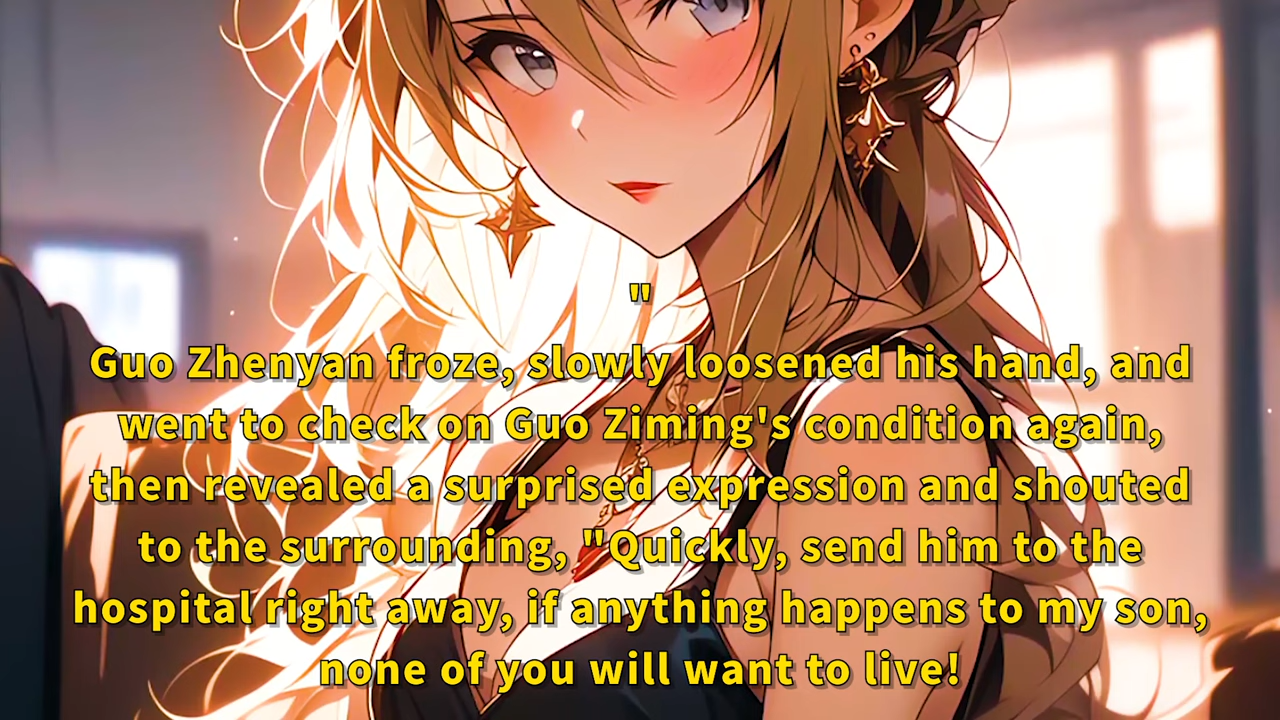 "
Guo Zhenyan froze, slowly loosened his hand, and
went to check on Guo Ziming's condition again,
then revealed a surprised expression and shouted
to the surrounding, "Quickly, send him to the
hospital right away, if anything happens to my son,
none of you will want to live!